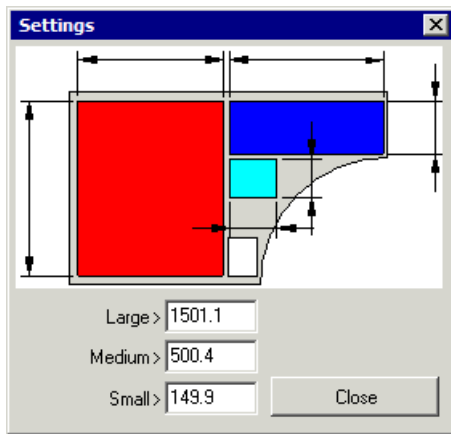 Settings
Large > 1501.1
Medium > 500.4
Small > 149.9
Close